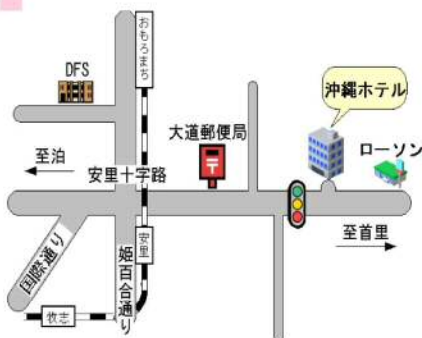 おもろまち
DFS
沖縄ホテル
大道郵便局
ローソン
至泊
安里十字路
至首里
国際通り
姫百合通り
安里
牧志